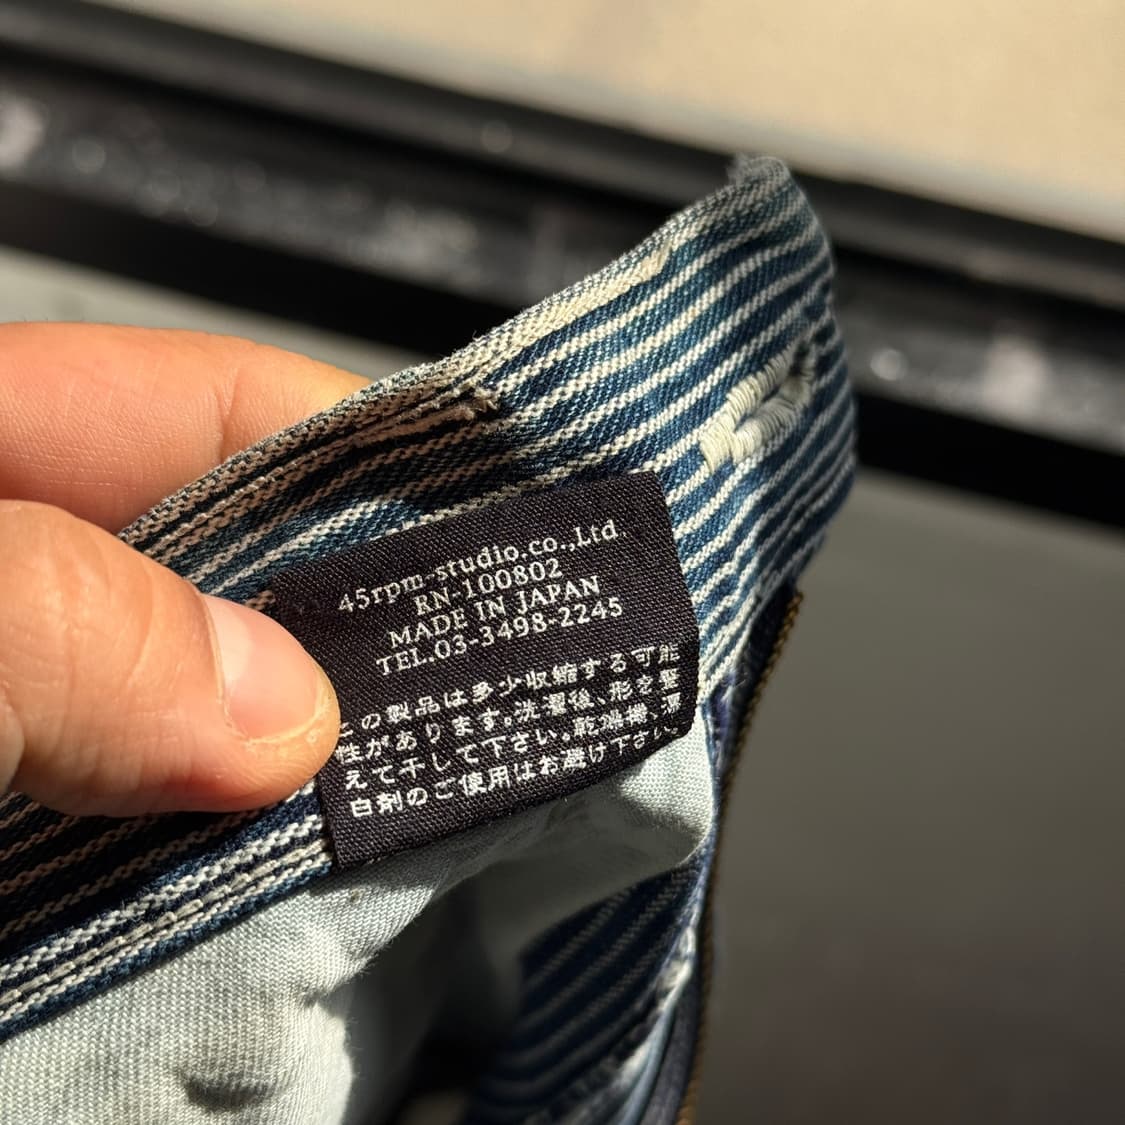 45rpm-studio.co.,Ltd.
RN-100802
MADE IN JAPAN
TEL.03-3498-2245
この製品は多少収縮する可能
性があります。洗濯後、形を整
えて干して下さい。乾燥機、漂
白剤のご使用はお避け下さい。